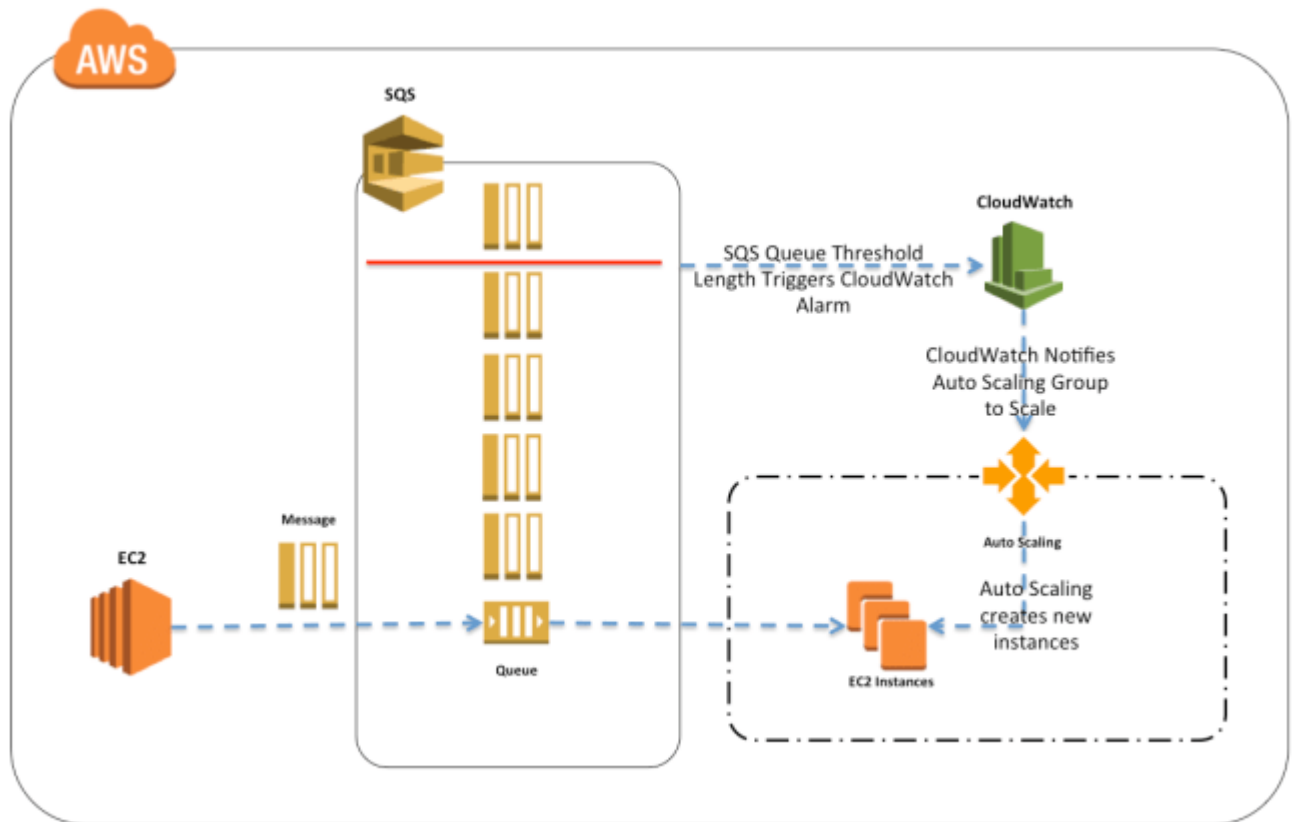 AWS
SQS
CloudWatch
SQS Queue Threshold
Length Triggers CloudWatch
Alarm
CloudWatch Notifies
Auto Scaling Group
to Scale
Message
EC2
Auto Scaling
Auto Scaling
creates new
instances
Queue
EC2 Instances